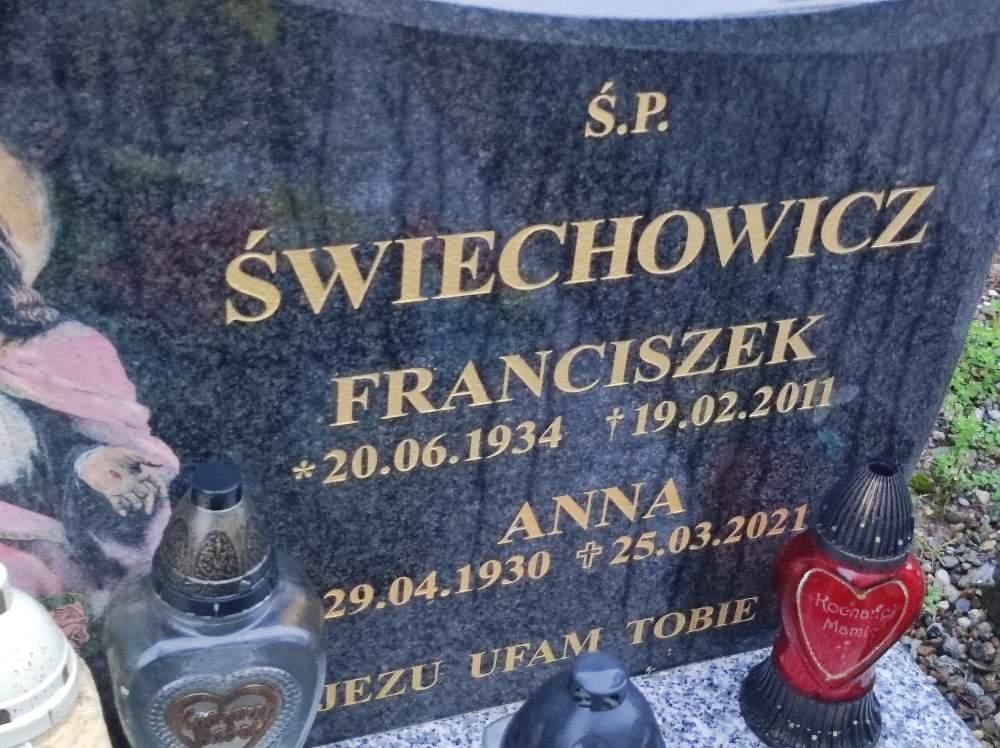 Ś.P.
ŚWIECHOWICZ
FRANCISZEK
*20.06.1934 †19.02.2011
ANNA
29.04.1930 ✞25.03.2021
JEZU UFAM TOBIE
Kochanej
Mamie